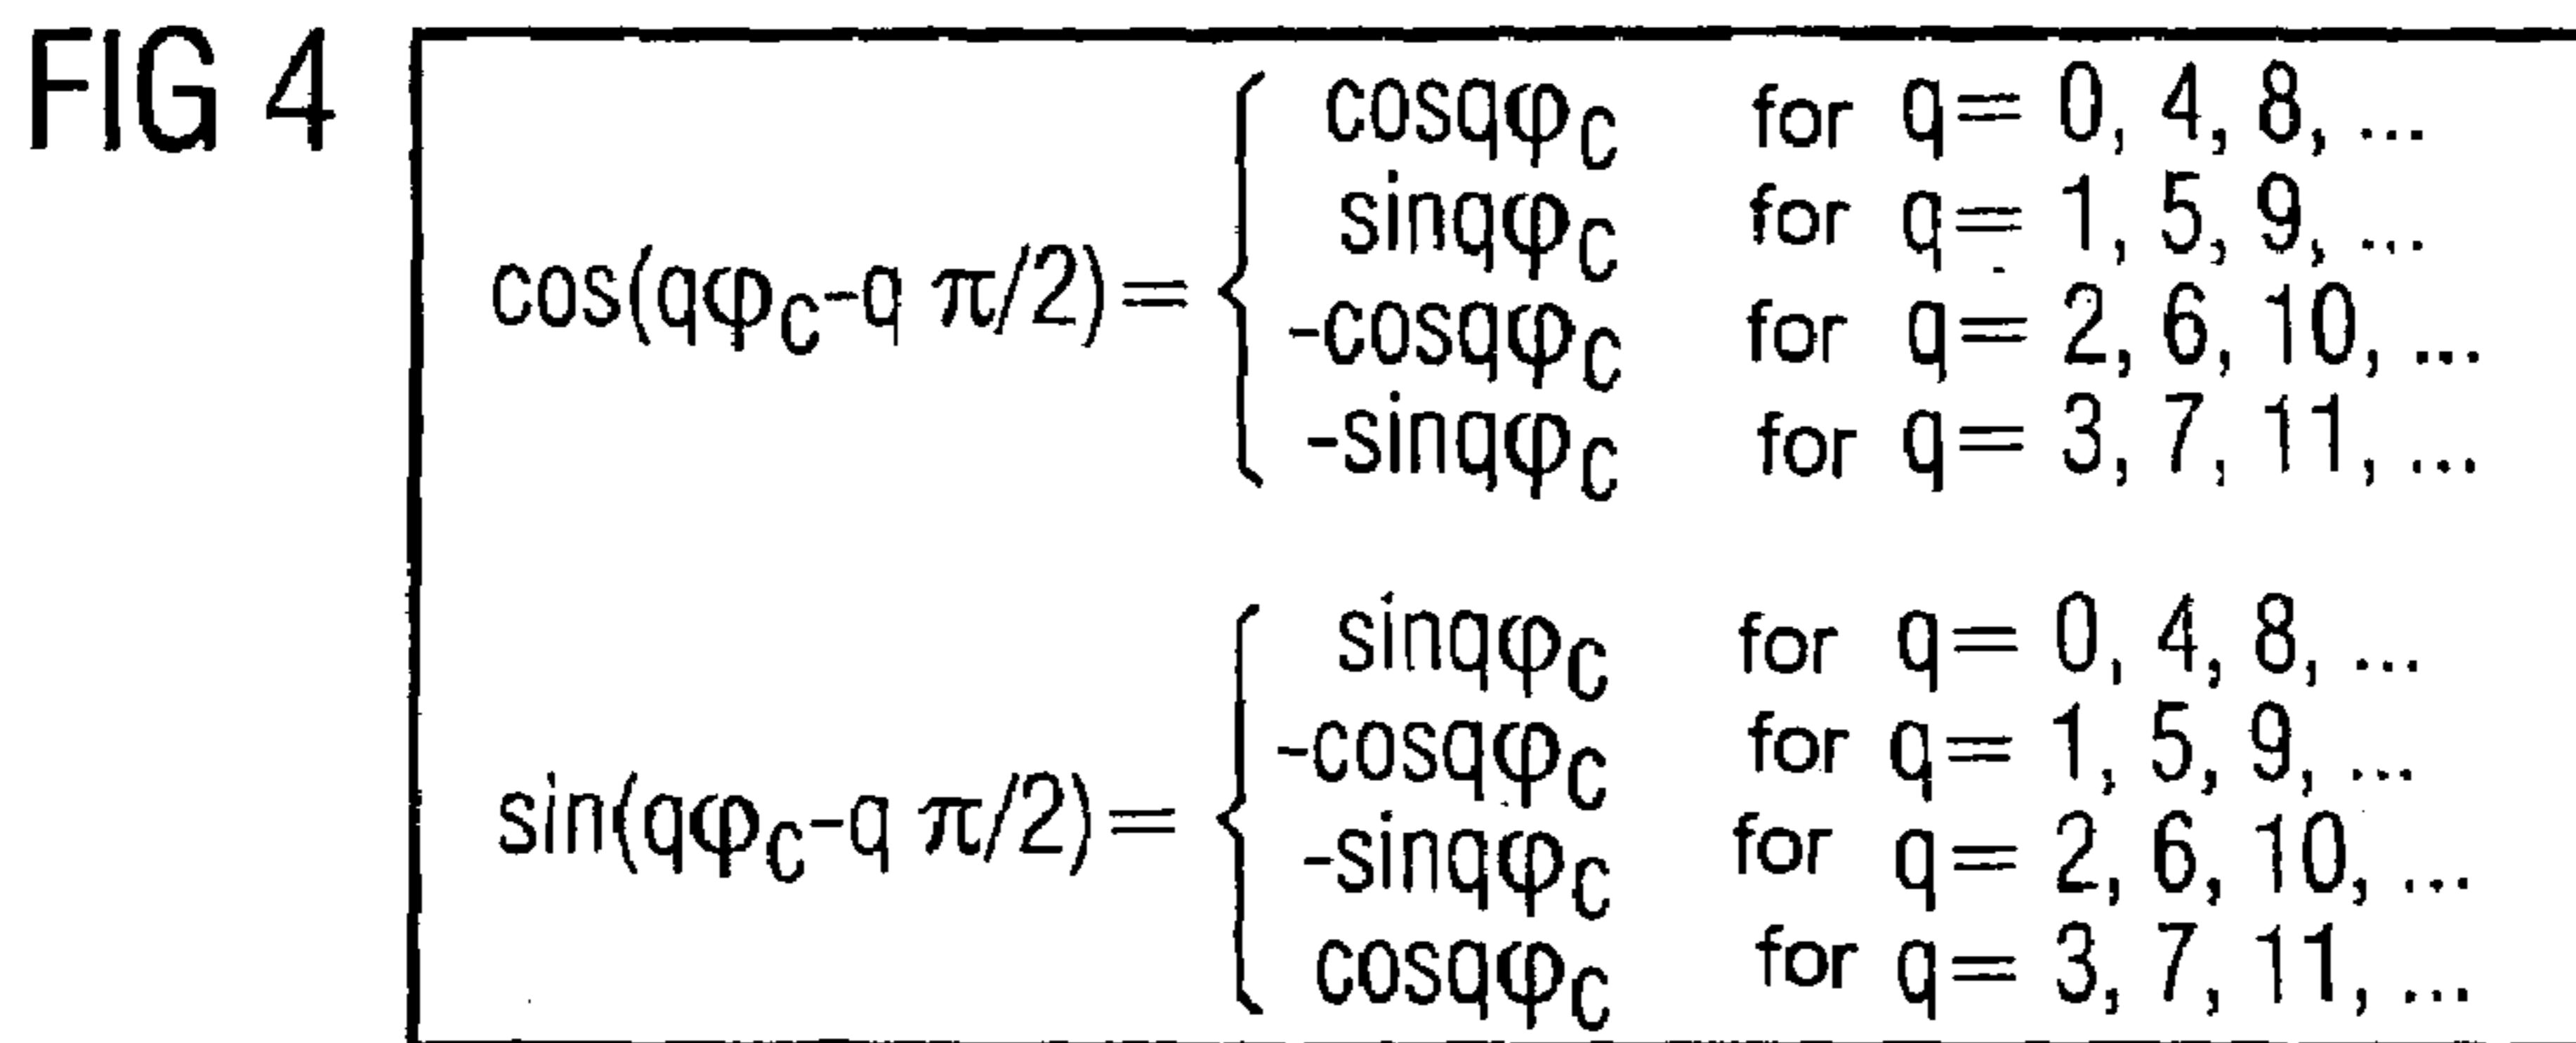 FIG 4
cosqφc for q= 0, 4, 8, ...
sinqφc for q= 1, 5, 9, ...
cos(qφc-q π/2)=
-cosqφc for q= 2, 6, 10, ...
-sinqφc for q= 3, 7, 11, ...
sinqφc for q= 0, 4, 8, ...
-cosqφc for q= 1, 5, 9, ...
sin(qφc-q π/2)=
-sinqφc for q= 2, 6, 10, ...
cosqφc for q= 3, 7, 11, ...